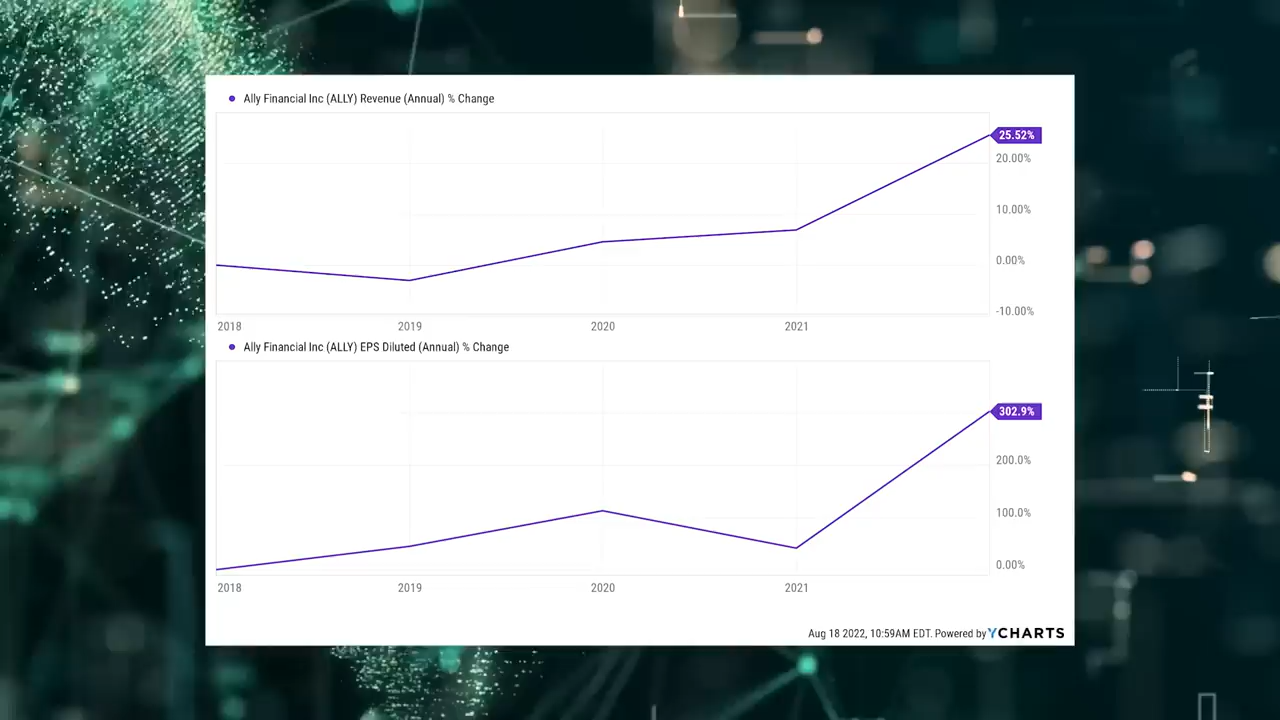 Ally Financial Inc (ALLY) Revenue (Annual) % Change
25.52%
20.00%
10.00%
0.00%
-10.00%
2018 2019 2020 2021
Ally Financial Inc (ALLY) EPS Diluted (Annual) % Change
302.9%
200.0%
100.0%
0.00%
2018 2019 2020 2021
Aug 18 2022, 10:59AM EDT. Powered by YCHARTS